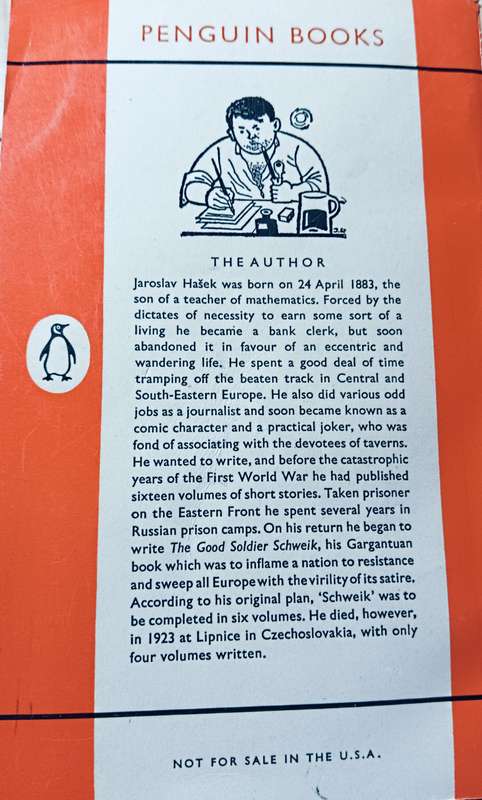 PENGUIN BOOKS
THE AUTHOR
Jaroslav Hašek was born on 24 April 1883, the
son of a teacher of mathematics. Forced by the
dictates of necessity to earn some sort of a
living he became a bank clerk, but soon
abandoned it in favour of an eccentric and
wandering life. He spent a good deal of time
tramping off the beaten track in Central and
South-Eastern Europe. He also did various odd
jobs as a journalist and soon became known as a
comic character and a practical joker, who was
fond of associating with the devotees of taverns.
He wanted to write, and before the catastrophic
years of the First World War he had published
sixteen volumes of short stories. Taken prisoner
on the Eastern Front he spent several years in
Russian prison camps. On his return he began to
write The Good Soldier Schweik, his Gargantuan
book which was to inflame a nation to resistance
and sweep all Europe with the virility of its satire.
According to his original plan, ‘Schweik’ was to
be completed in six volumes. He died, however,
in 1923 at Lipnice in Czechoslovakia, with only
four volumes written.
NOT FOR SALE IN THE U.S.A.